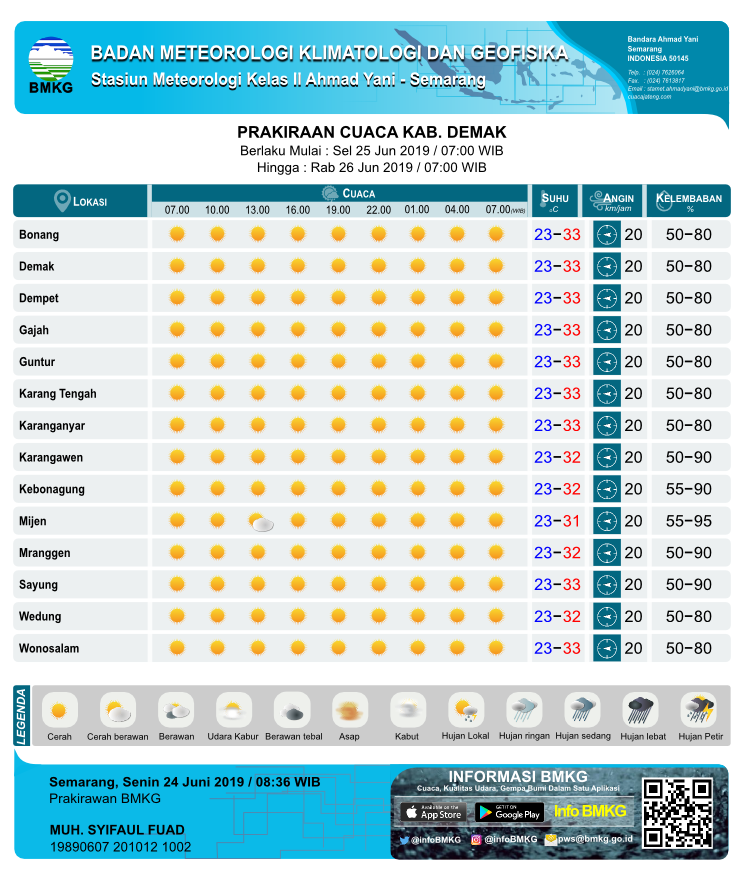 BMKG
BADAN METEOROLOGI KLIMATOLOGI DAN GEOFISIKA
Stasiun Meteorologi Kelas II Ahmad Yani - Semarang
Bandara Ahmad Yani
Semarang
INDONESIA 50145
Telp. : (024) 7626064
Fax. : (024) 7613817
Email : stamet.ahmadyani@bmkg.go.id
cuacajateng.com
PRAKIRAAN CUACA KAB. DEMAK
Berlaku Mulai : Sel 25 Jun 2019 / 07:00 WIB
Hingga : Rab 26 Jun 2019 / 07:00 WIB
LOKASI CUACA SUHU °C ANGIN km/jam KELEMBABAN %
07.00 10.00 13.00 16.00 19.00 22.00 01.00 04.00 07.00 (WIB)
Bonang 23-33 20 50-80
Demak 23-33 20 50-80
Dempet 23-33 20 50-80
Gajah 23-33 20 50-80
Guntur 23-33 20 50-80
Karang Tengah 23-33 20 50-80
Karanganyar 23-33 20 50-80
Karangawen 23-32 20 50-90
Kebonagung 23-32 20 55-90
Mijen 23-31 20 55-95
Mranggen 23-32 20 50-90
Sayung 23-33 20 50-90
Wedung 23-32 20 50-80
Wonosalam 23-33 20 50-80
LEGENDA
Cerah Cerah berawan Berawan Udara Kabur Berawan tebal Asap Kabut Hujan Lokal Hujan ringan Hujan sedang Hujan lebat Hujan Petir
Semarang, Senin 24 Juni 2019 / 08:36 WIB
Prakirawan BMKG
MUH. SYIFAUL FUAD
19890607 201012 1002
INFORMASI BMKG
Cuaca, Kualitas Udara, Gempa Bumi Dalam Satu Aplikasi
Available on the App Store GET IT ON Google Play Info BMKG
@infoBMKG @infoBMKG pws@bmkg.go.id